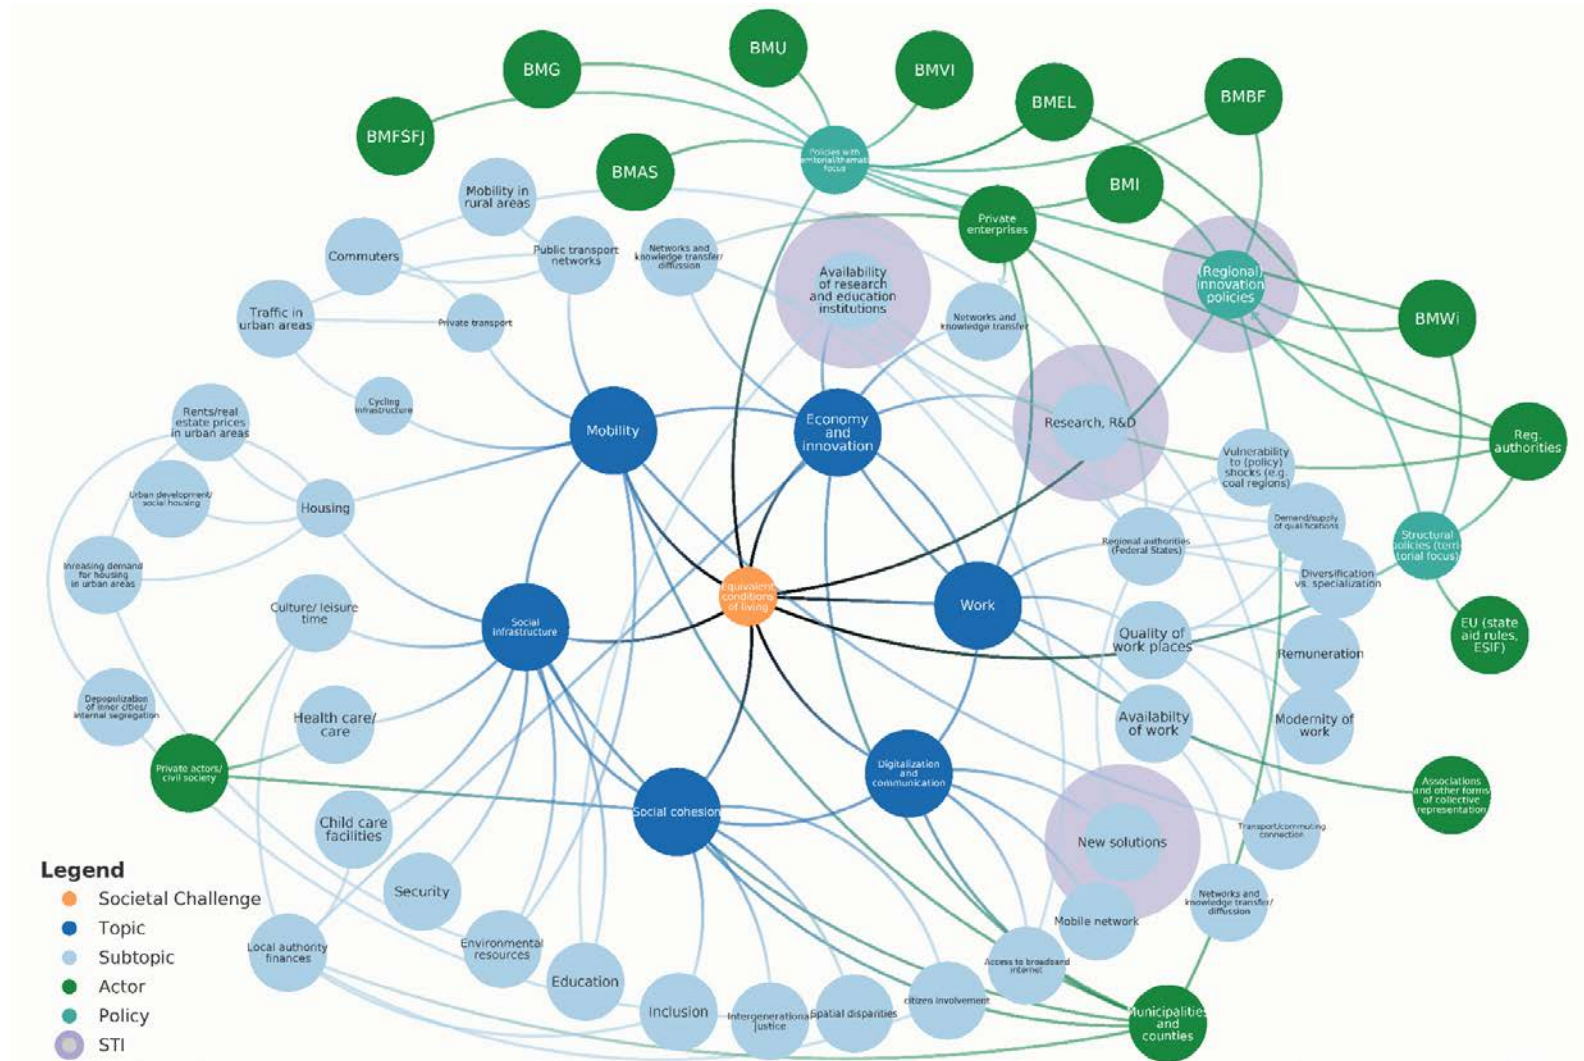 BMU
BMG
BMVI
BMEL
BMBF
BMFSFJ
BMAS
BMI
Policies with
focus
Mobility in
rural areas
Private
enterprises
Commuters
Public transport
networks
Networks and
knowledge transfer/
diffussion
Availability
of research
and education
institutions
(Regional)
innovation
policies
Traffic in
urban areas
Private transport
Networks and
knowledge transfer
BMWi
Cycling
infrastructure
Rents/real
estate prices
in urban areas
Mobility
Economy
and
innovation
Research, R&D
Reg.
authorities
Vulnerability
to (policy)
shocks (e.g.
coal regions)
Urban development/
social housing
Housing
Demand/supply
of qualifications
Regional authorities
(Federal States)
Structural
policies (terri-
torial focus)
Inreasing demand
for housing
in urban areas
Diversification
vs. specialization
Equivalent
conditions
of living
Work
Culture/ leisure
time
Social
infrastructure
Quality of
work places
EU (state
aid rules,
ESIF)
Remuneration
Depopulization
of inner cities/
internal segregation
Health care/
care
Availabilty
of work
Modernity of
work
Private actors/
civil society
Digitalization
and
communication
Associations
and other forms
of collective
representation
Social cohesion
Child care
facilities
Transport/commuting
connection
New solutions
Security
Networks and
knowledge transfer/
diffussion
Mobile network
Local authority
finances
Environmental
resources
Access to broadband
internet
Education
Inclusion
Intergenerational
justice
Spatial disparities
citizen involvement
Municipalities
and
counties
Legend
Societal Challenge
Topic
Subtopic
Actor
Policy
STI